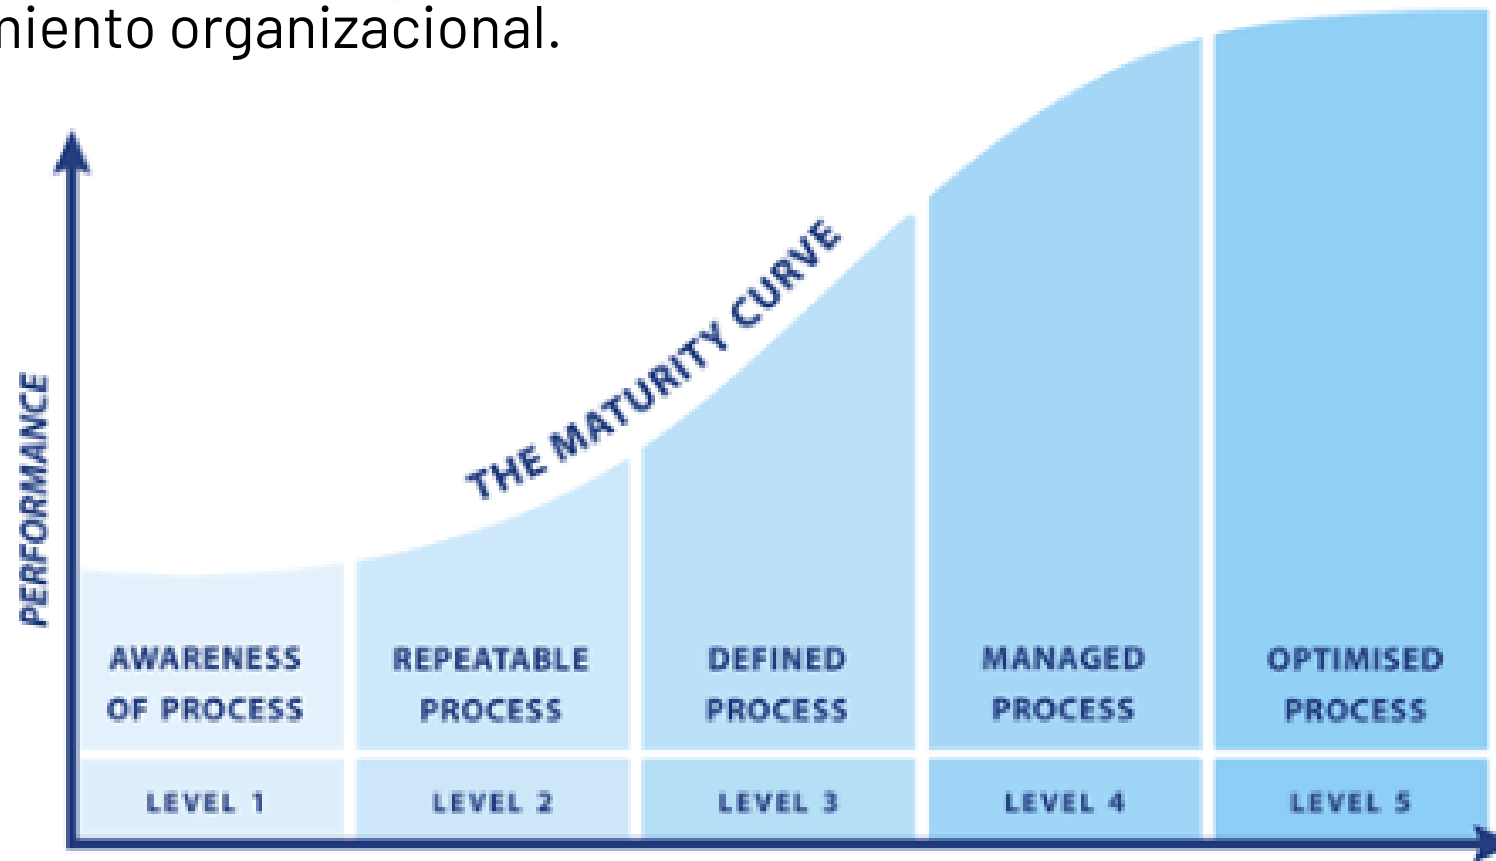 miento organizacional.
THE MATURITY CURVE
PERFORMANCE
AWARENESS
OF PROCESS
REPEATABLE
PROCESS
DEFINED
PROCESS
MANAGED
PROCESS
OPTIMISED
PROCESS
LEVEL 1
LEVEL 2
LEVEL 3
LEVEL 4
LEVEL 5